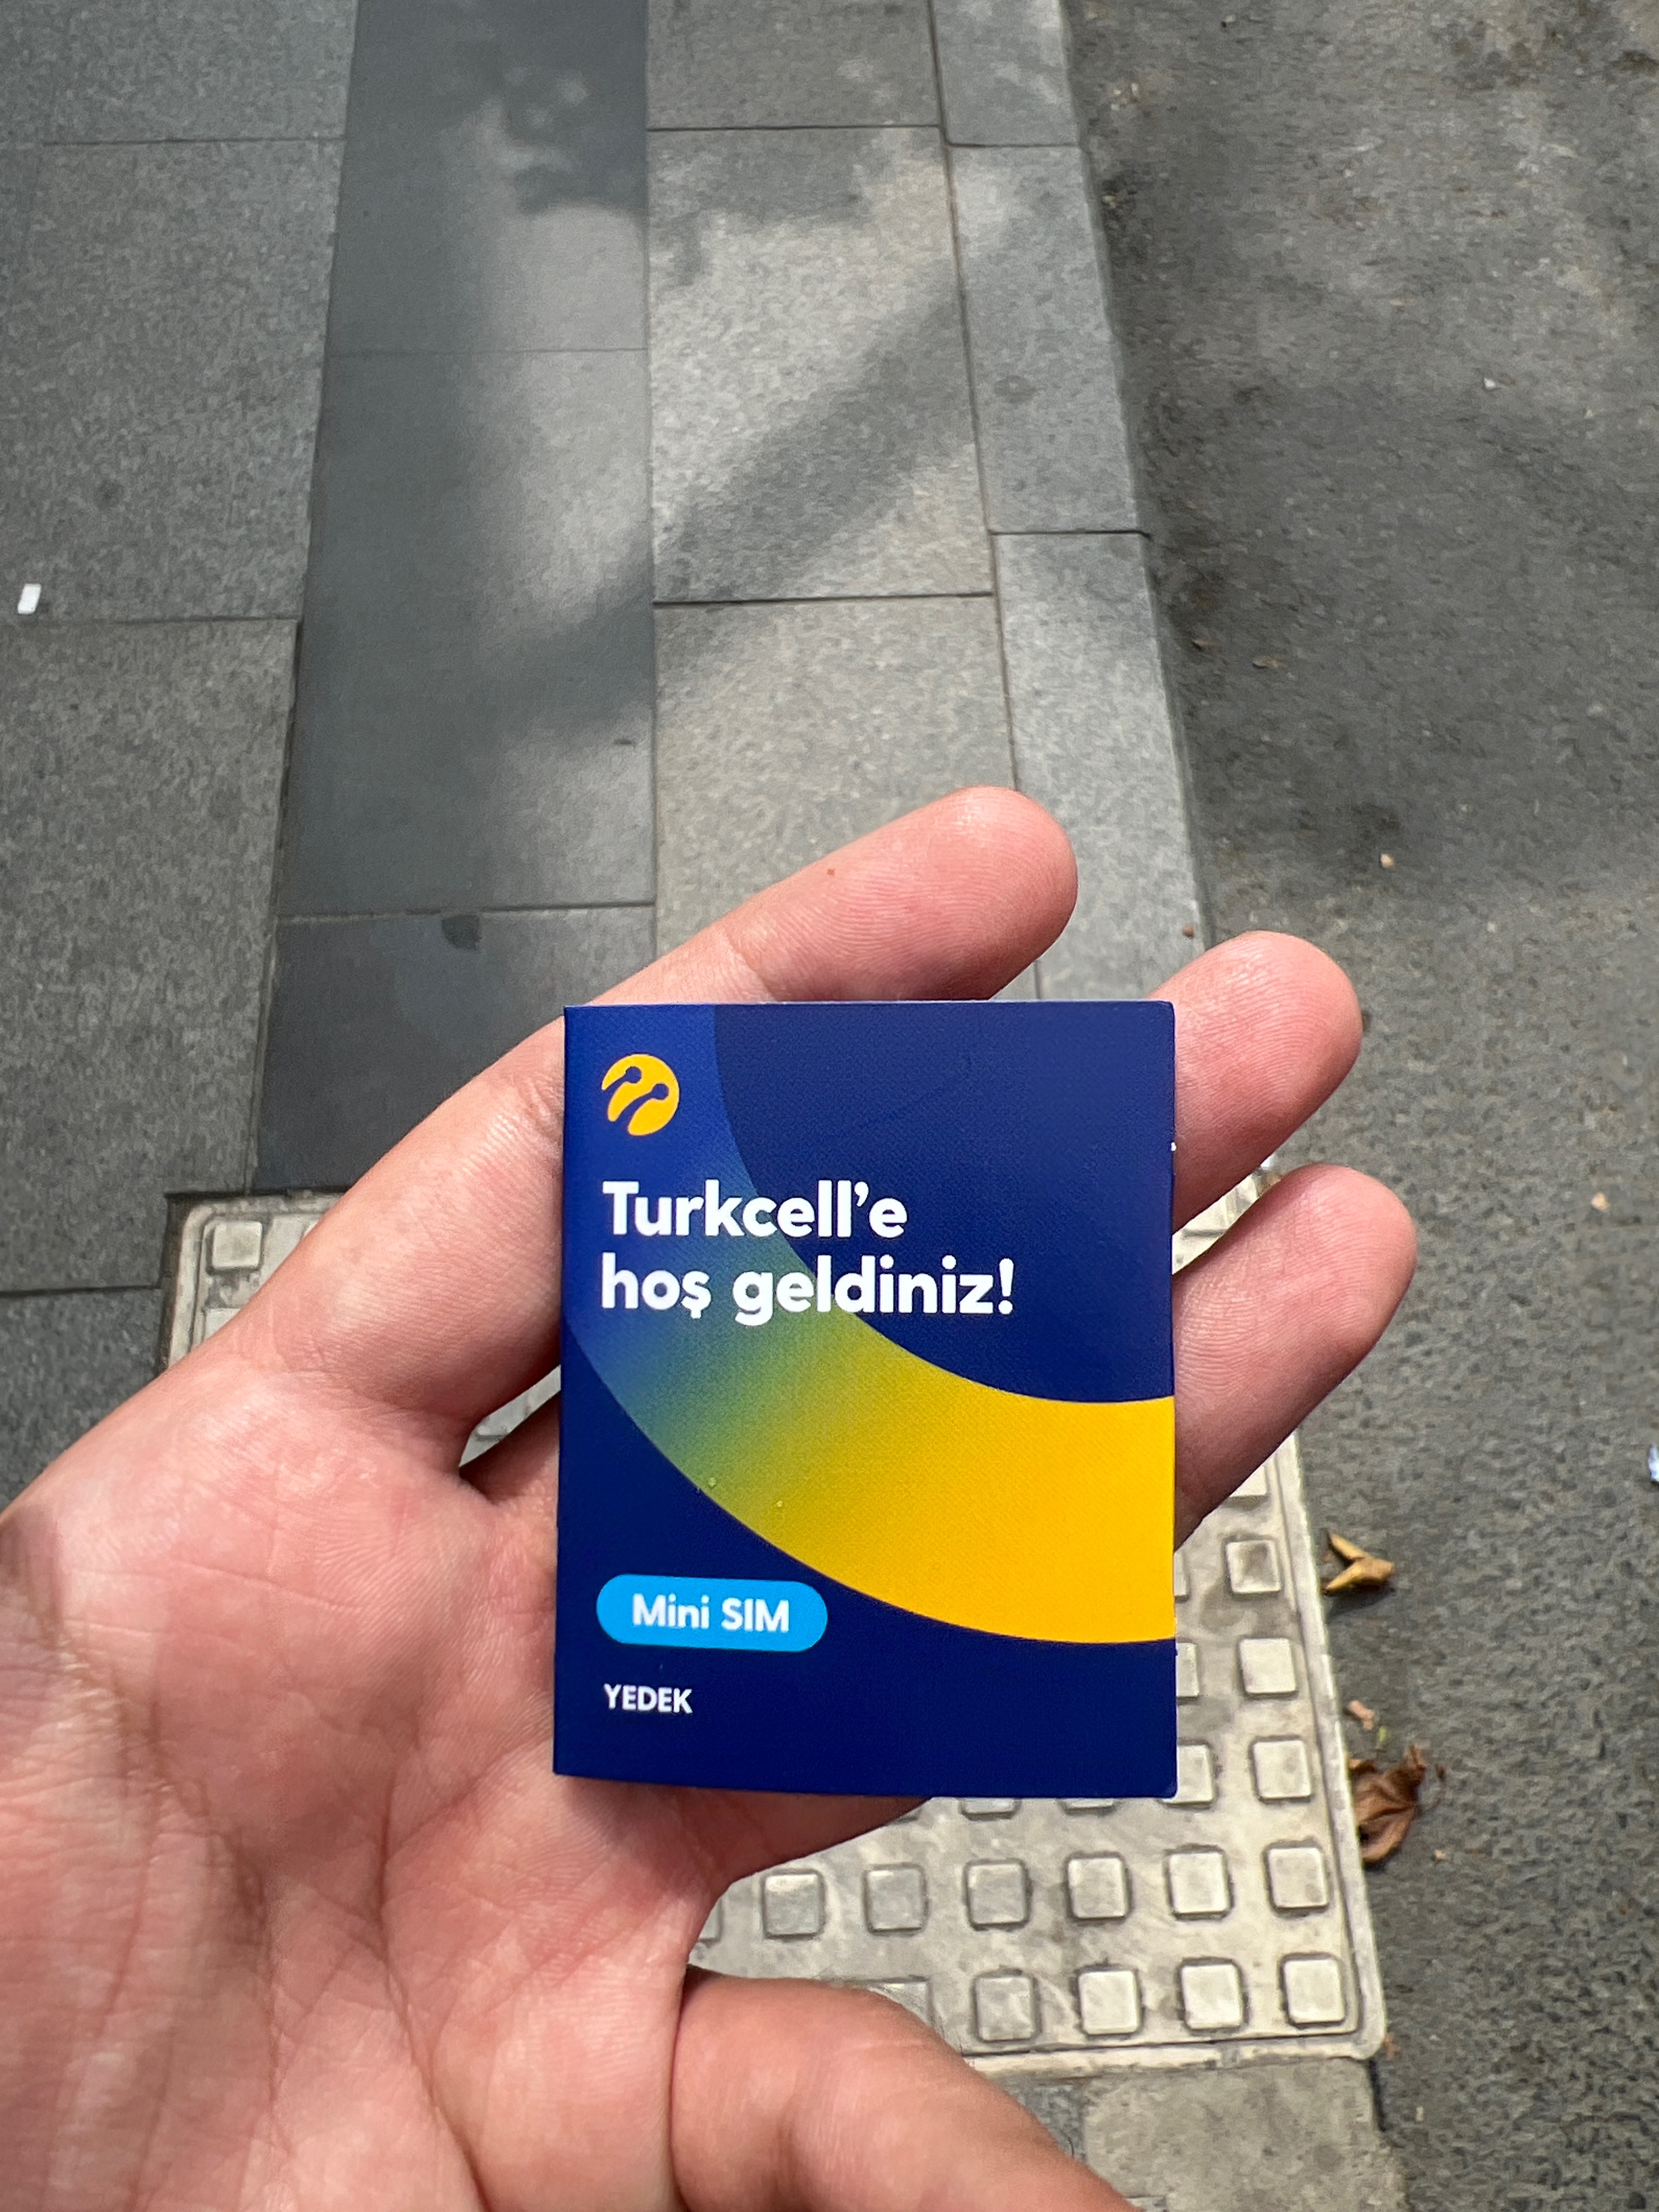 Turkcell'e
hoş geldiniz!
Mini SIM
YEDEK